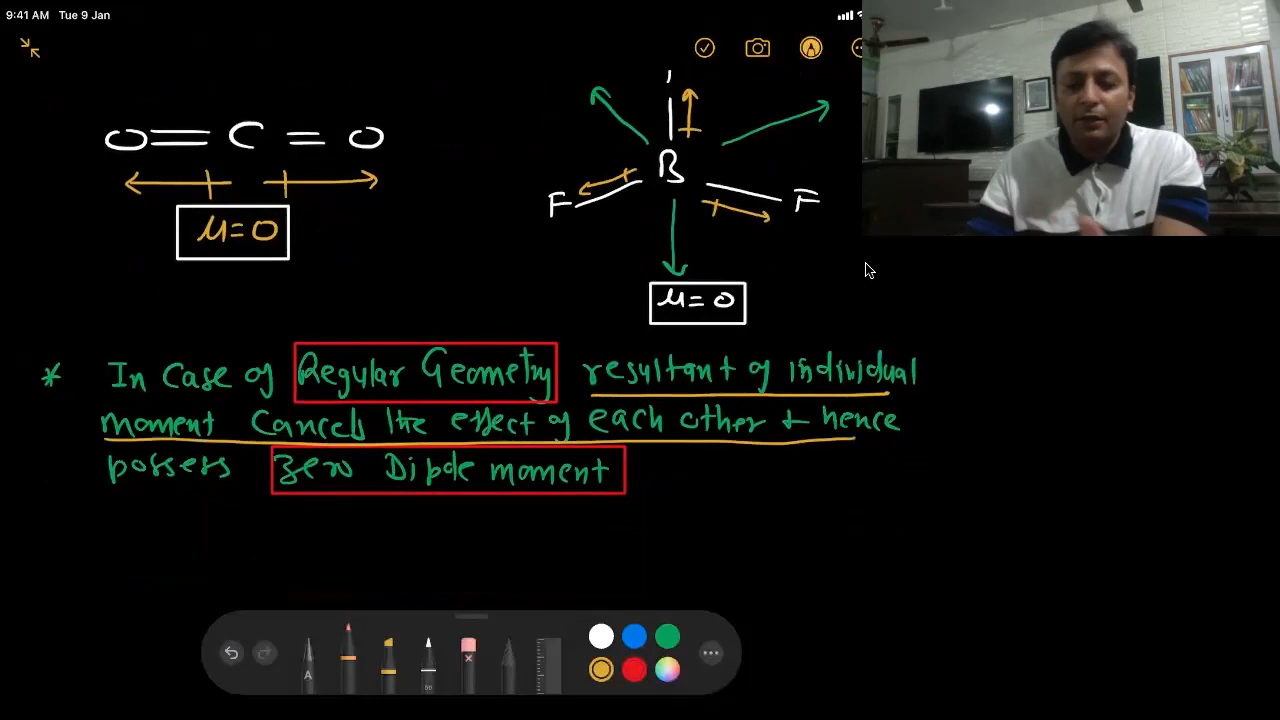 9:41 AM Tue 9 Jan
O=C=O
μ=0
B
F F
μ=0
* In Case of Regular Geometry resultant of individual
moment Cancels the effect of each other + hence
possess Zero Dipole moment
A
50